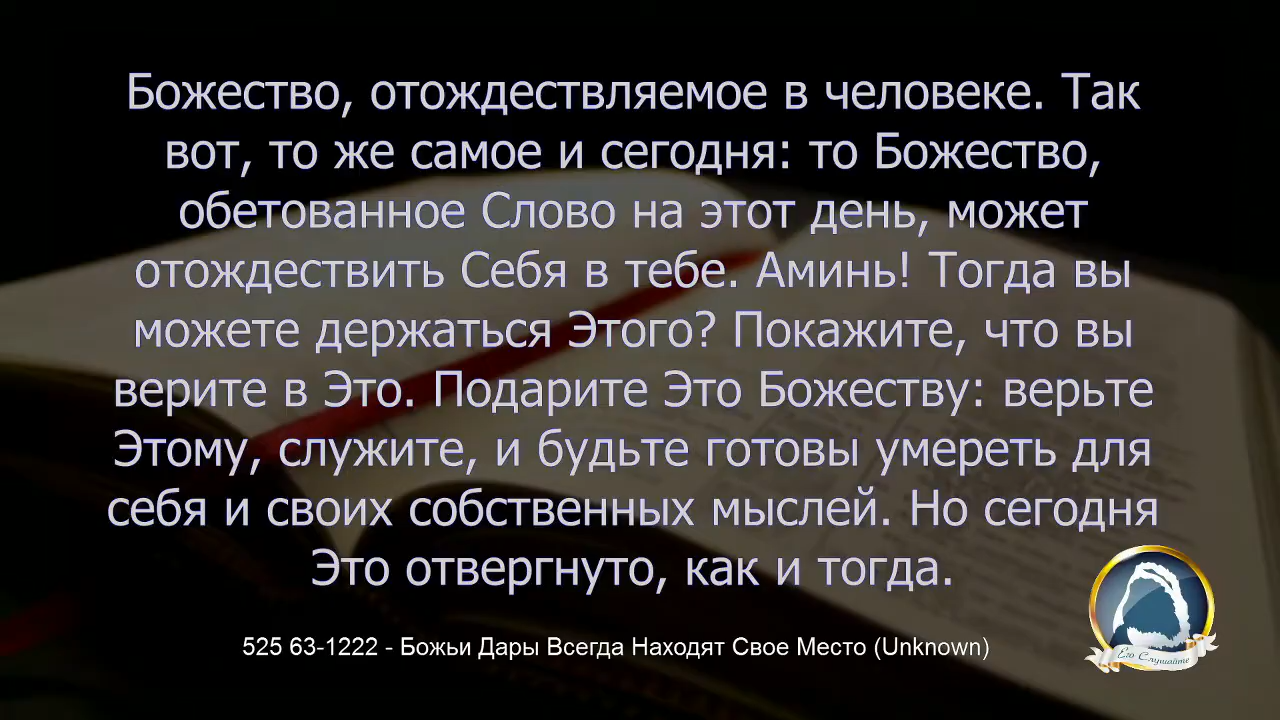 Божество, отождествляемое в человеке. Так
вот, то же самое и сегодня: то Божество,
обетованное Слово на этот день, может
отождествить Себя в тебе. Аминь! Тогда вы
можете держаться Этого? Покажите, что вы
верите в Это. Подарите Это Божеству: верьте
Этому, служите, и будьте готовы умереть для
себя и своих собственных мыслей. Но сегодня
Это отвергнуто, как и тогда.
525 63-1222 - Божьи Дары Всегда Находят Свое Место (Unknown)
Его Слушайте